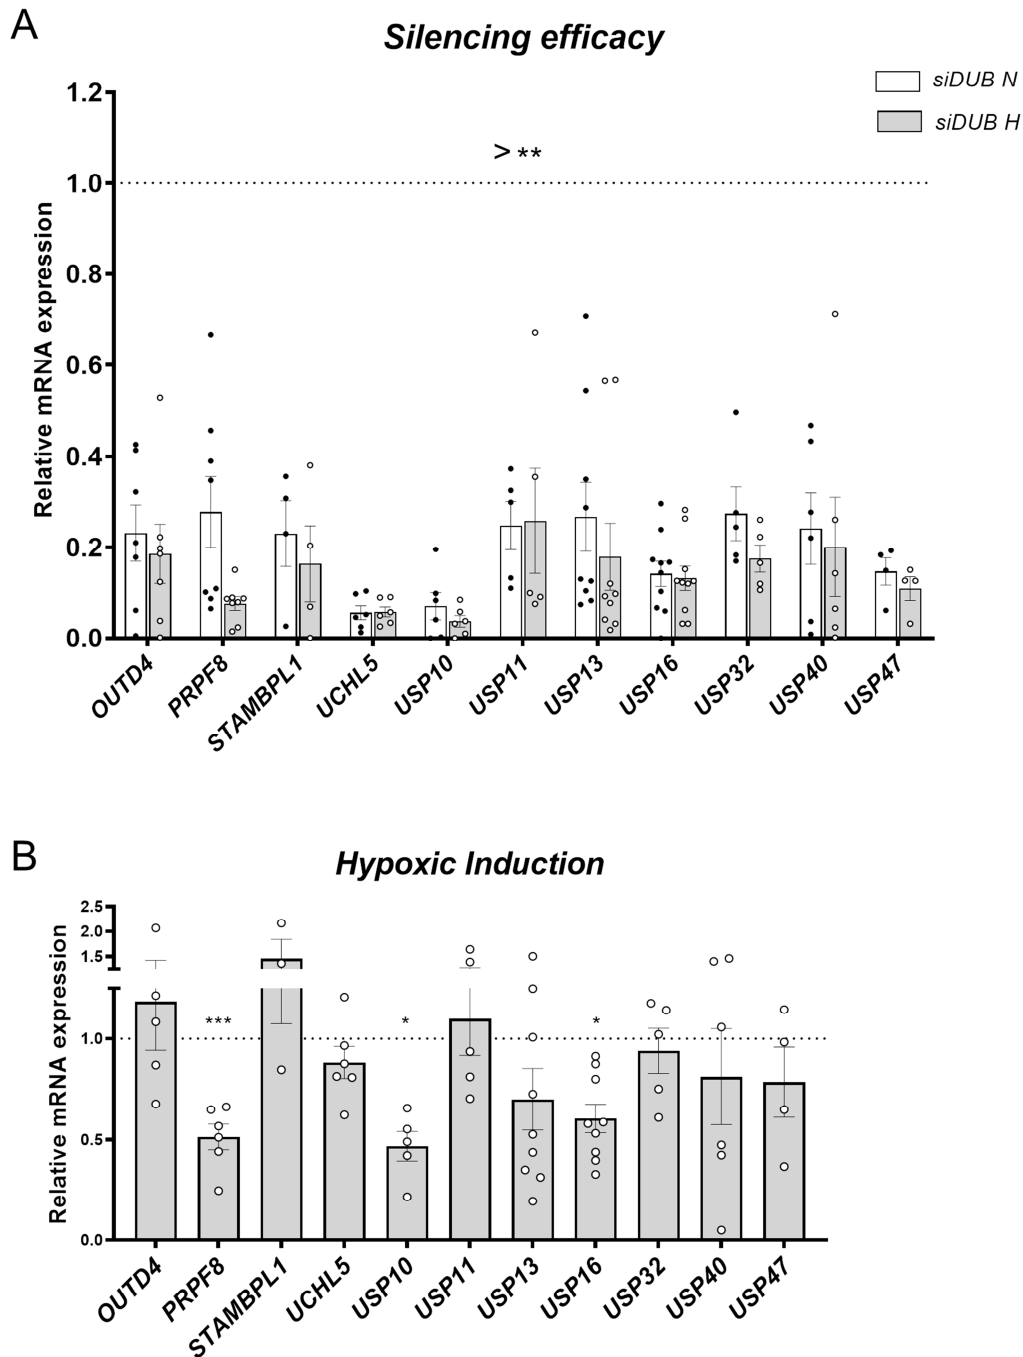 A
Silencing efficacy
siDUB N
siDUB H
> **
Relative mRNA expression
1.2
1.0
0.8
0.6
0.4
0.2
0.0
OUTD4
PRPF8
STAMBPL1
UCHL5
USP10
USP11
USP13
USP16
USP32
USP40
USP47
B
Hypoxic Induction
Relative mRNA expression
2.5
2.0
1.5
1.0
0.5
0.0
***
*
*
OUTD4
PRPF8
STAMBPL1
UCHL5
USP10
USP11
USP13
USP16
USP32
USP40
USP47